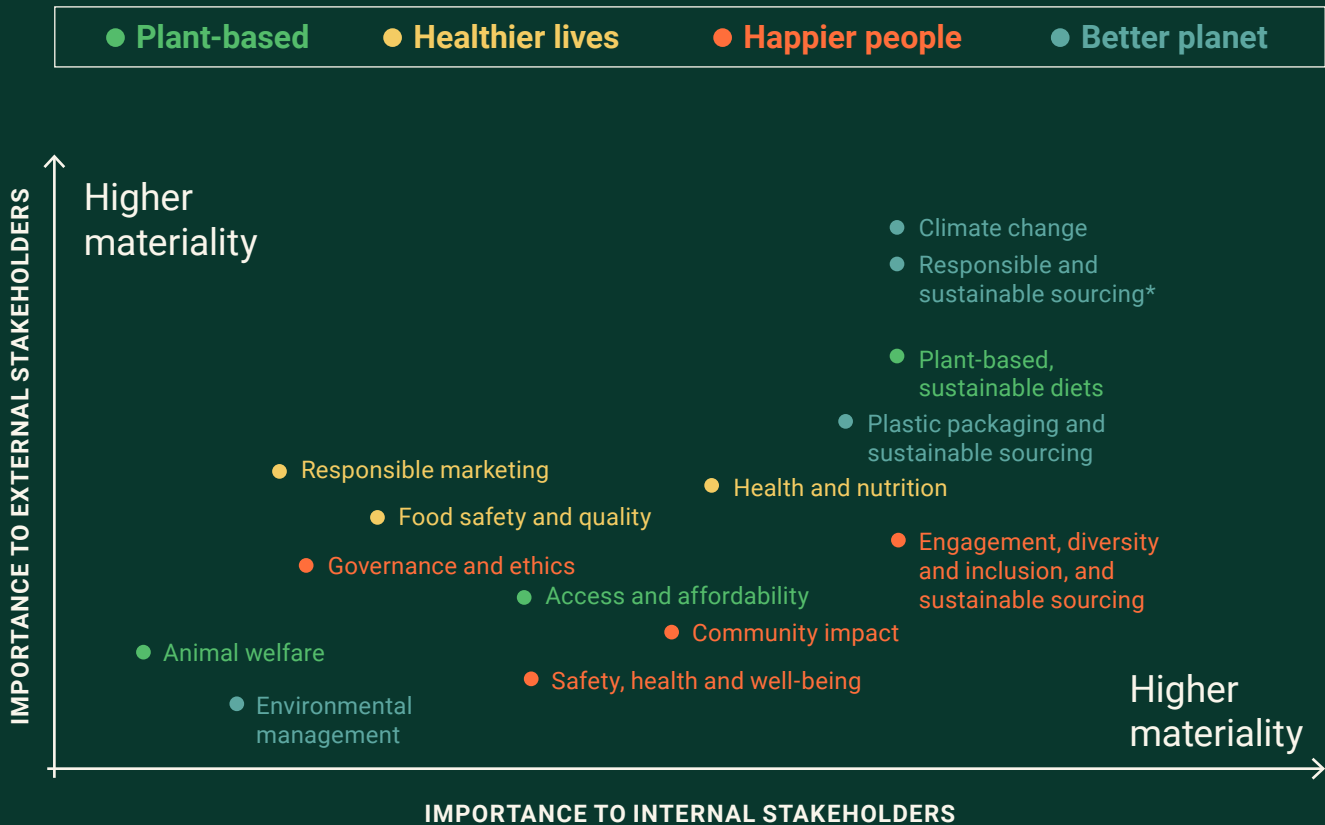 Plant-based
Healthier lives
Happier people
Better planet
IMPORTANCE TO EXTERNAL STAKEHOLDERS
Higher
materiality
Climate change
Responsible and
sustainable sourcing*
Plant-based,
sustainable diets
Plastic packaging and
sustainable sourcing
Responsible marketing
Health and nutrition
Food safety and quality
Engagement, diversity
and inclusion, and
sustainable sourcing
Governance and ethics
Access and affordability
Community impact
Animal welfare
Safety, health and well-being
Environmental
management
Higher
materiality
IMPORTANCE TO INTERNAL STAKEHOLDERS